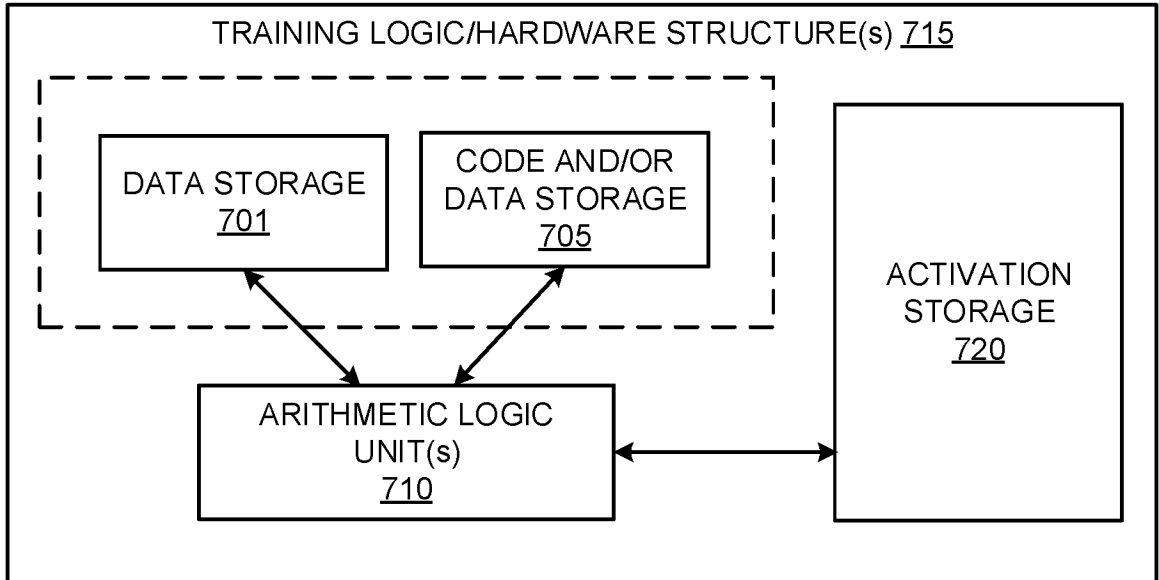 TRAINING LOGIC/HARDWARE STRUCTURE(s) 715
DATA STORAGE
701
CODE AND/OR
DATA STORAGE
705
ACTIVATION
STORAGE
720
ARITHMETIC LOGIC
UNIT(s)
710